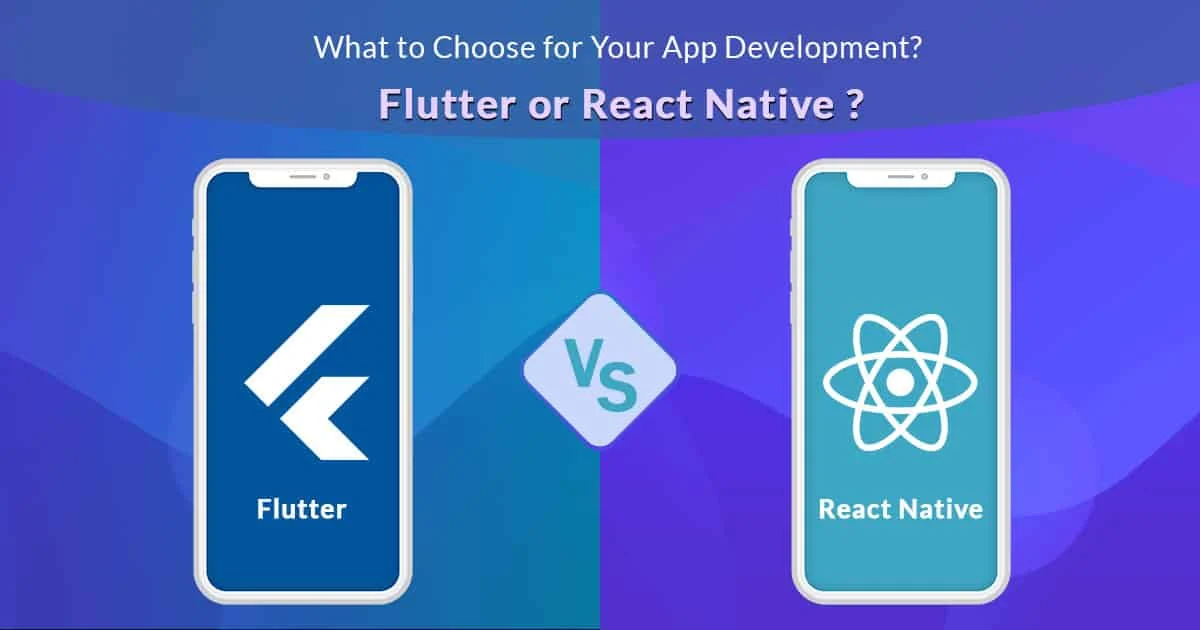 What to Choose for Your App Development?
Flutter or React Native ?
VS
Flutter
React Native